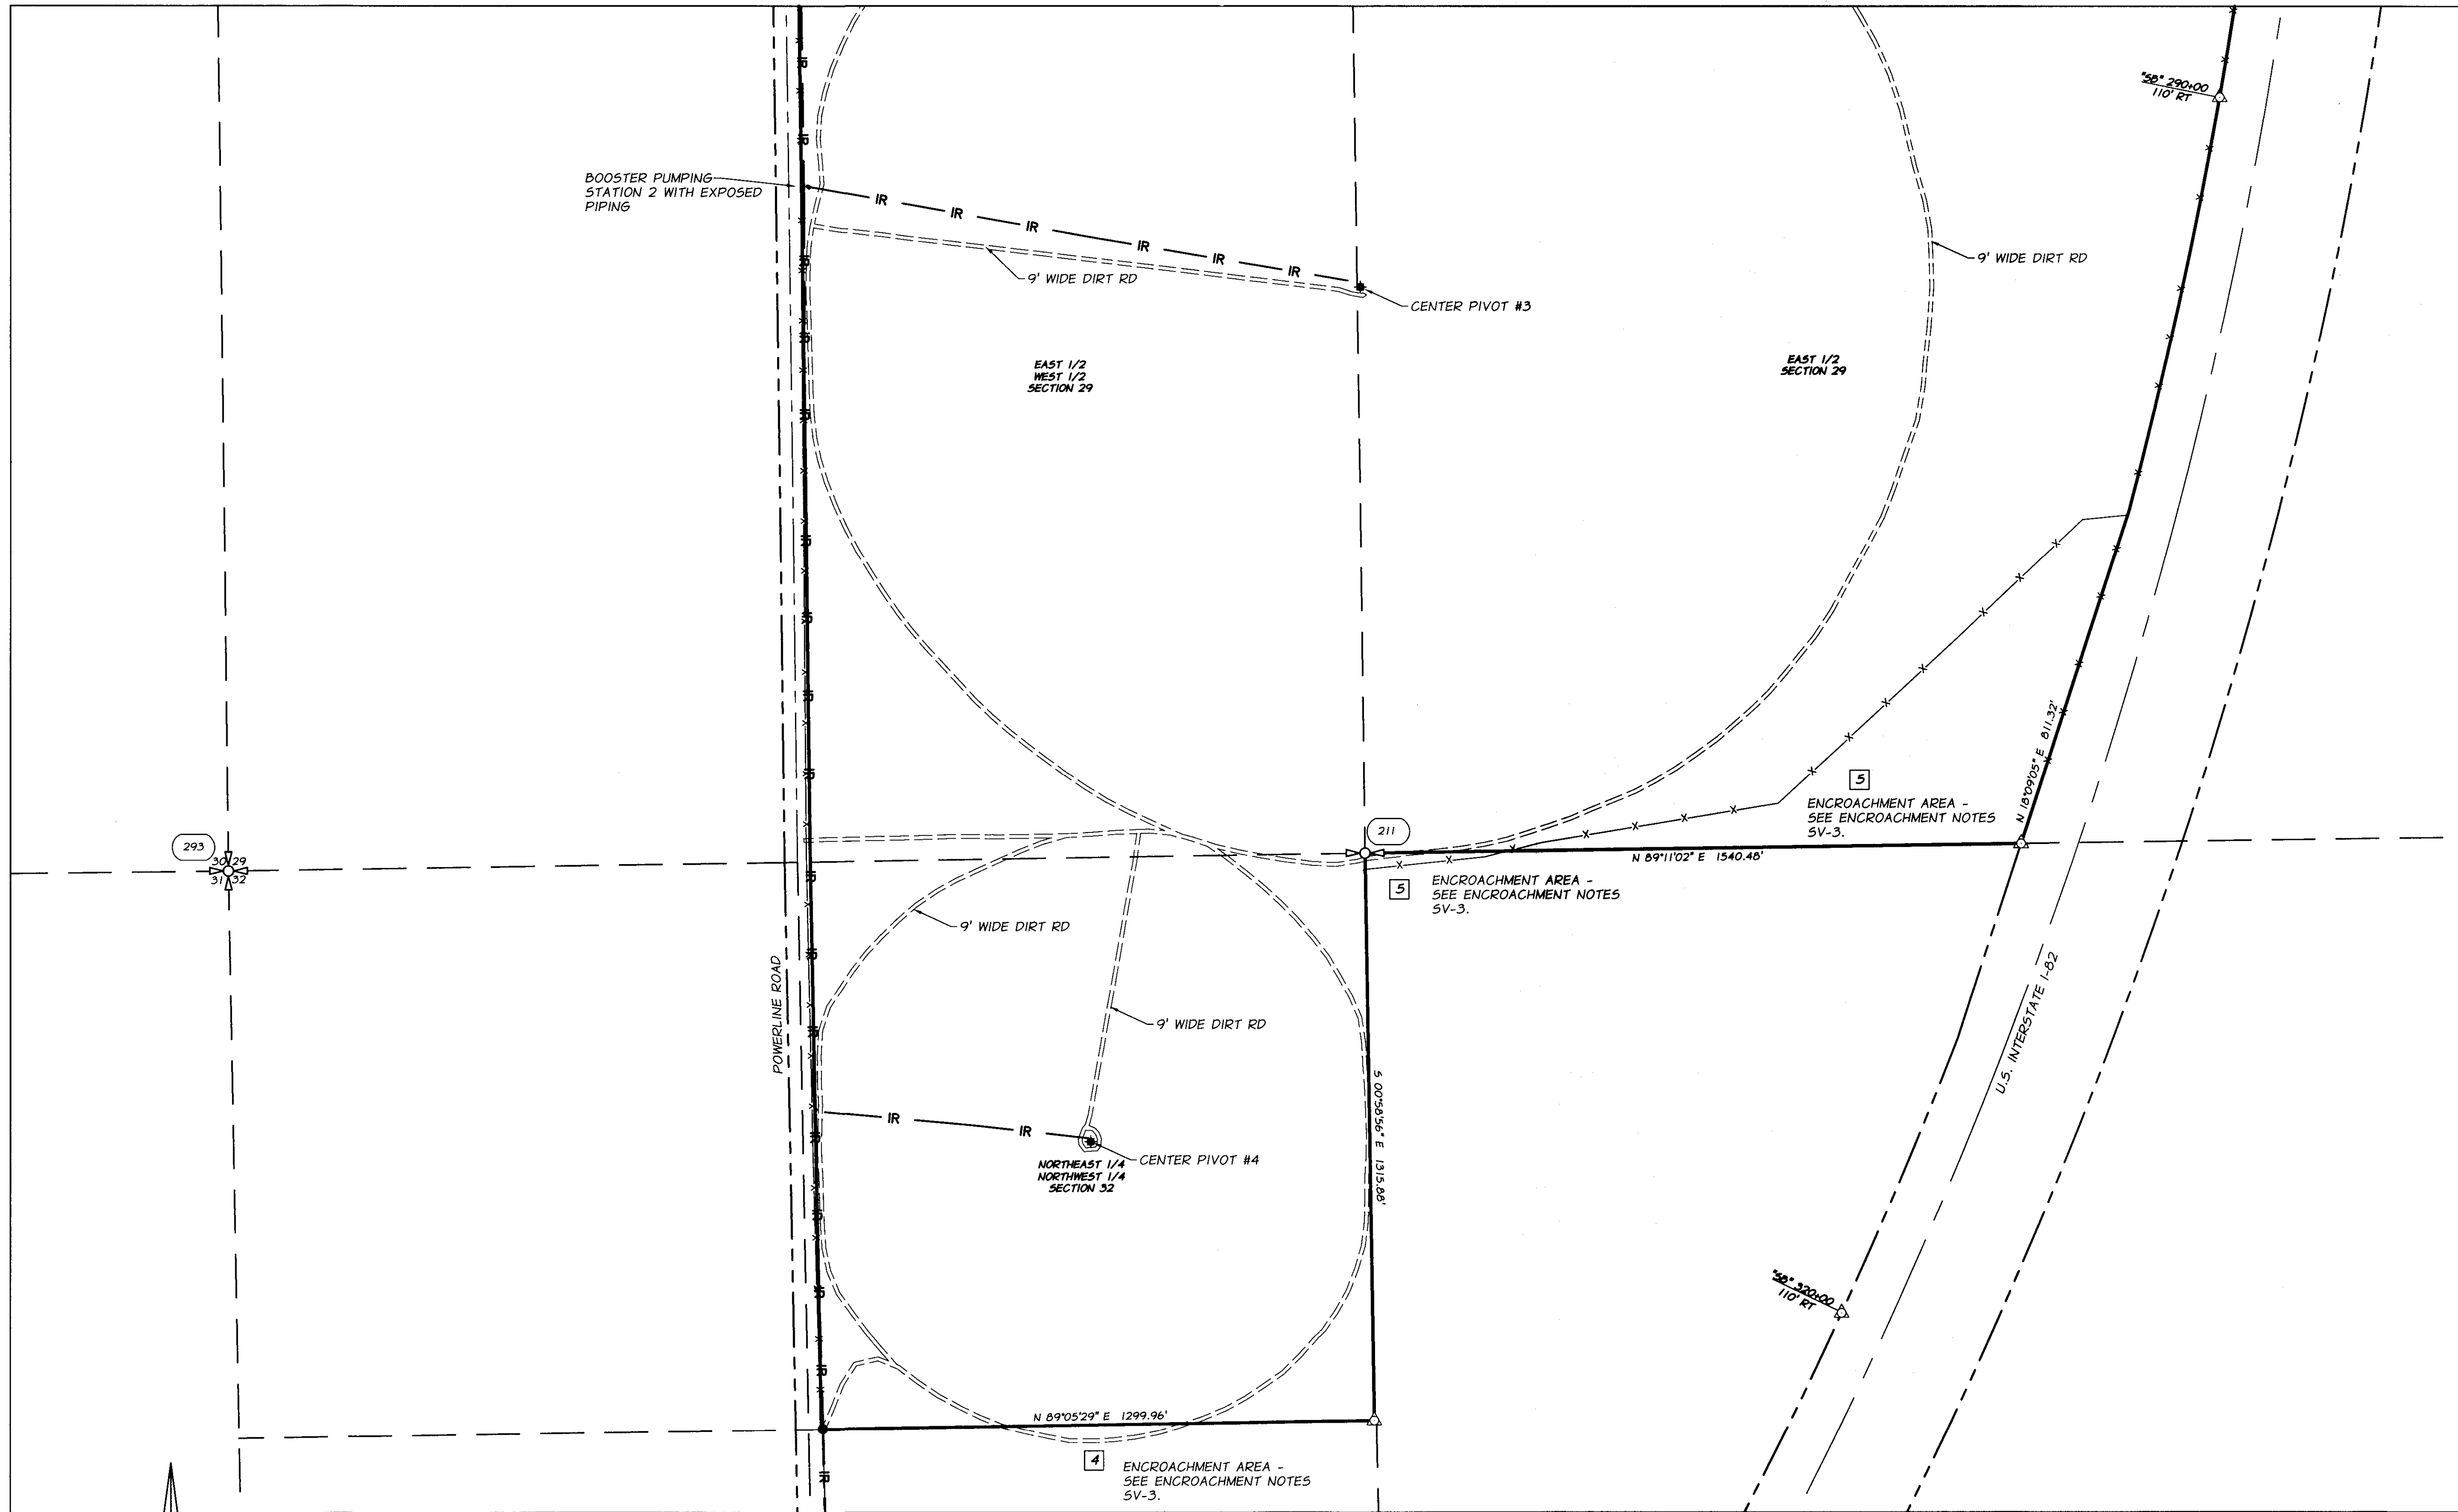 "SB" 290+00
110' RT
BOOSTER PUMPING
STATION 2 WITH EXPOSED
PIPING
IR IR IR IR IR IR
9' WIDE DIRT RD
9' WIDE DIRT RD
CENTER PIVOT #3
EAST 1/2
WEST 1/2
SECTION 29
EAST 1/2
SECTION 29
N 18°09'05" E 811.32'
5
ENCROACHMENT AREA -
SEE ENCROACHMENT NOTES
SV-3.
293
30 29
31 32
211
N 89°11'02" E 1540.48'
5
ENCROACHMENT AREA -
SEE ENCROACHMENT NOTES
SV-3.
9' WIDE DIRT RD
POWERLINE ROAD
9' WIDE DIRT RD
U.S. INTERSTATE I-82
IR IR
S 00°58'56" E 1315.88'
CENTER PIVOT #4
NORTHEAST 1/4
NORTHWEST 1/4
SECTION 32
"SB" 320+00
110' RT
N 89°05'29" E 1299.96'
4
ENCROACHMENT AREA -
SEE ENCROACHMENT NOTES
SV-3.